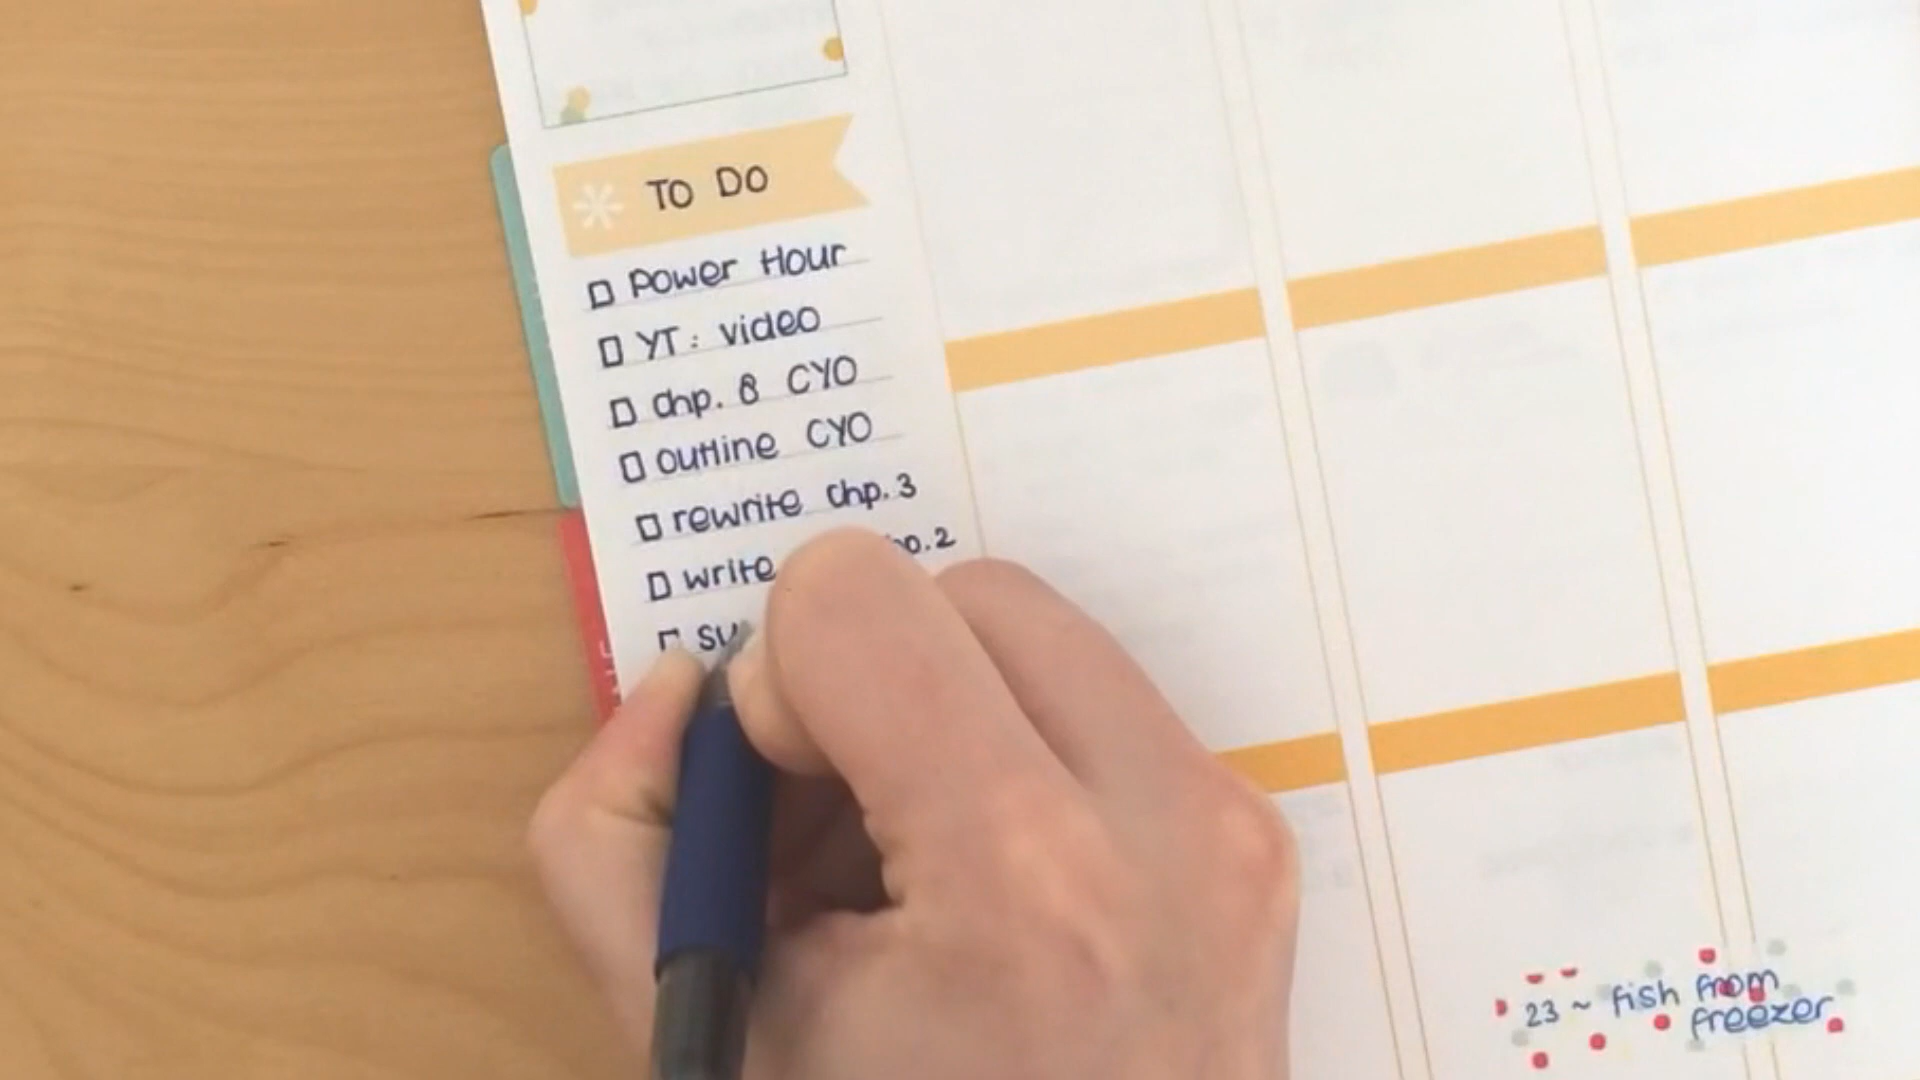 TO DO
Power Hour
YT: video
chp. 8 CYO
outline CYO
rewrite chp.3
write
23 ~ fish from
freezer